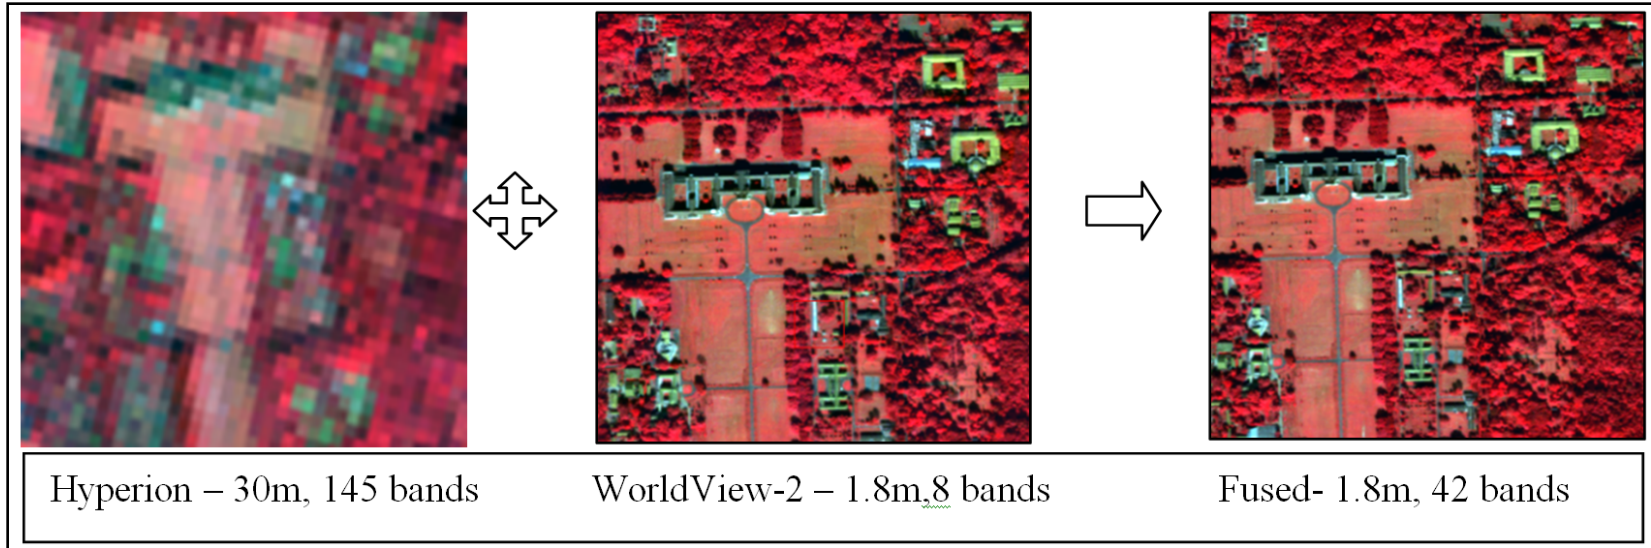 Hyperion – 30m, 145 bands WorldView-2 – 1.8m,8 bands Fused- 1.8m, 42 bands